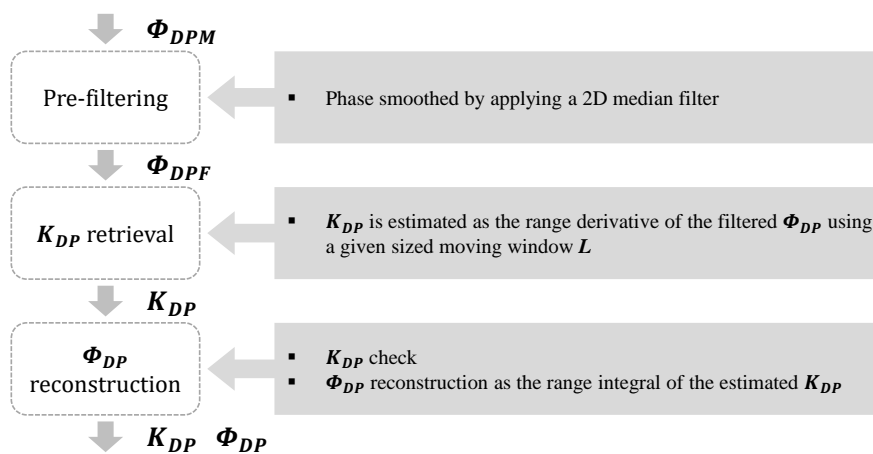 Φ_DPM
Pre-filtering
▪ Phase smoothed by applying a 2D median filter
Φ_DPF
K_DP retrieval
▪ K_DP is estimated as the range derivative of the filtered Φ_DP using
a given sized moving window L
K_DP
Φ_DP
reconstruction
▪ K_DP check
▪ Φ_DP reconstruction as the range integral of the estimated K_DP
K_DP Φ_DP